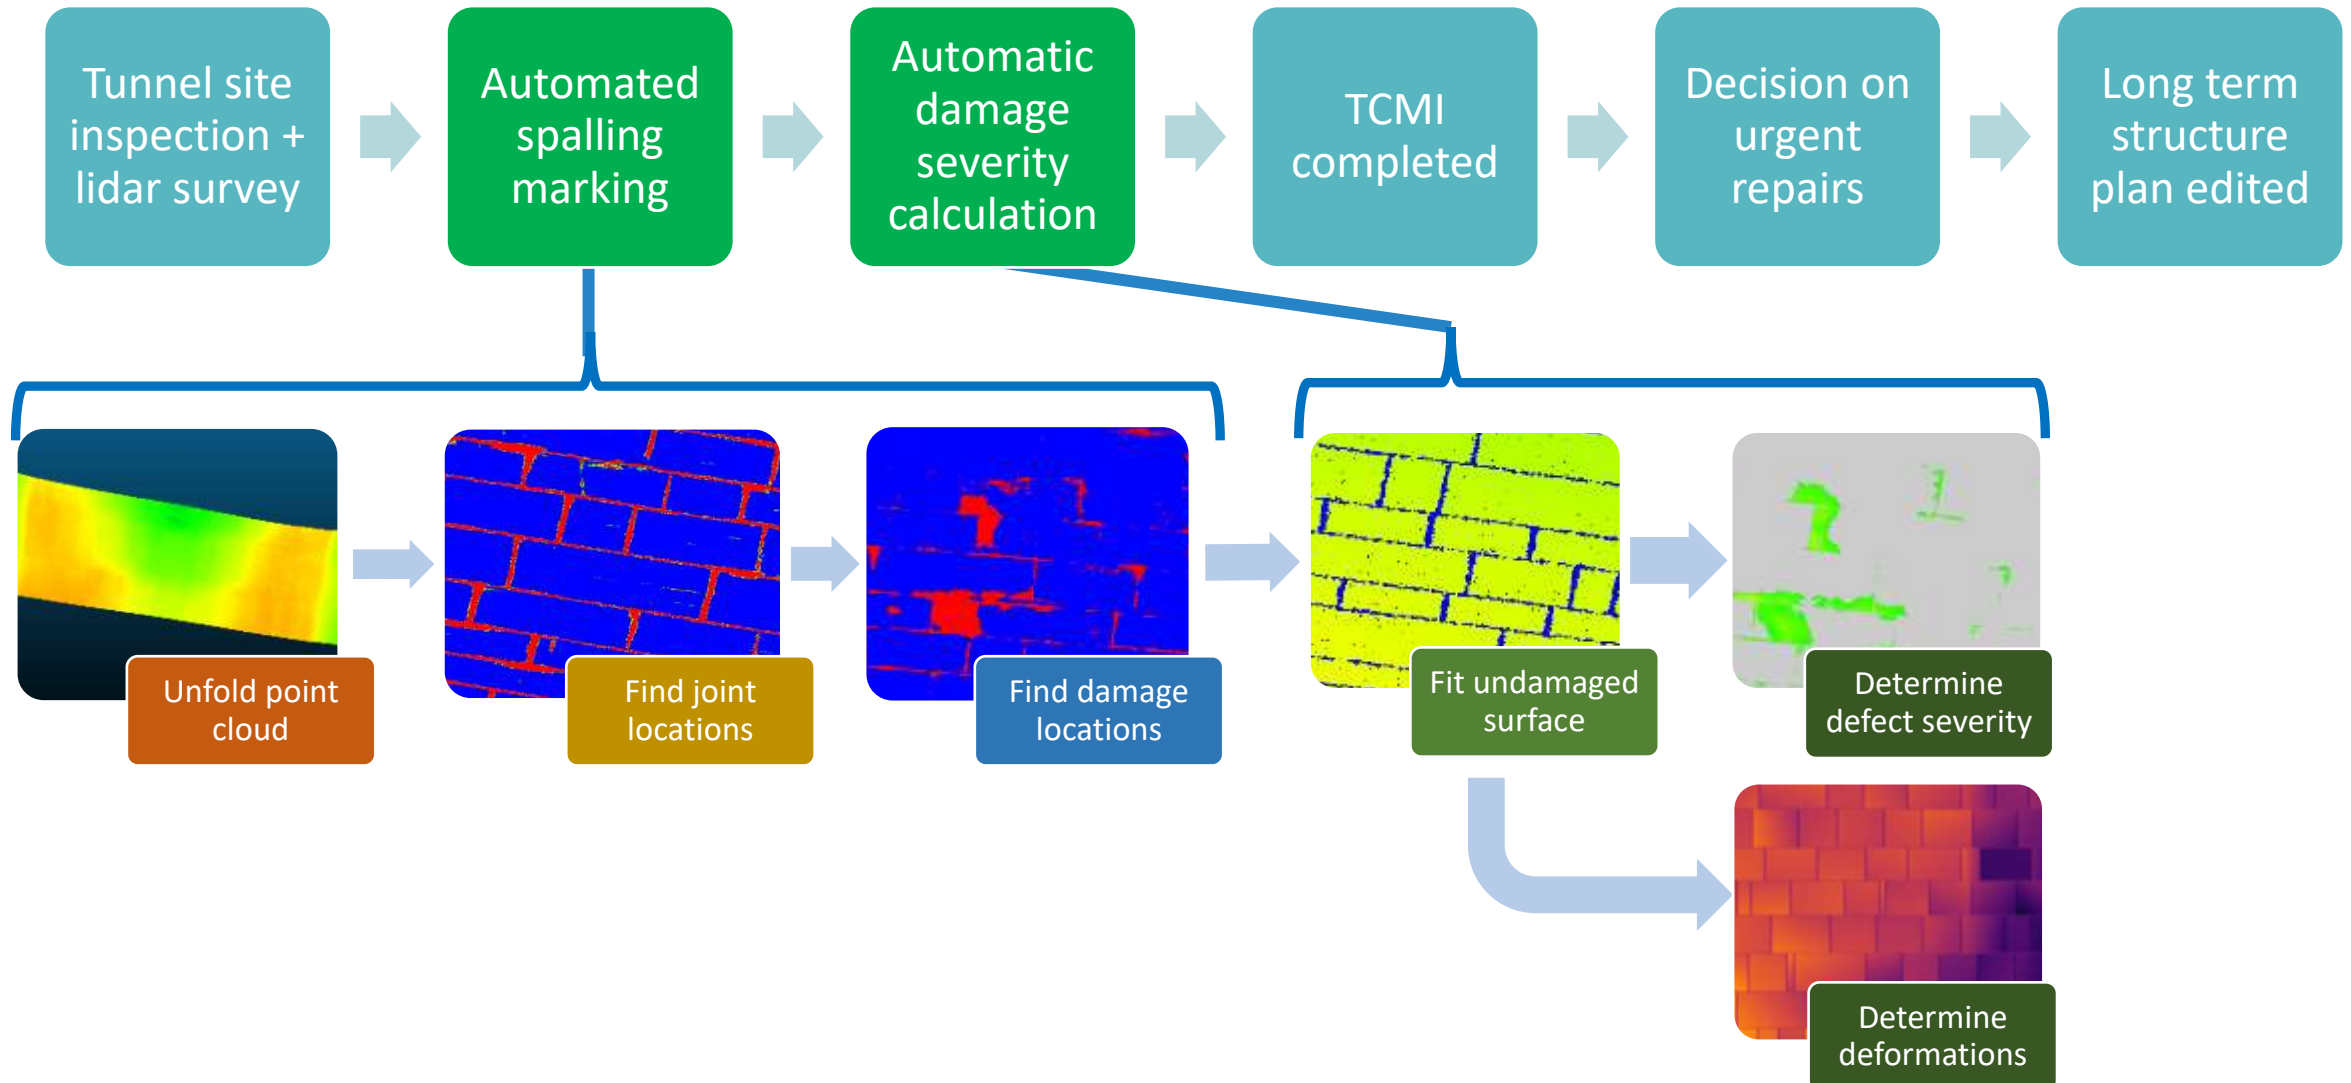 Tunnel site
inspection +
lidar survey
Automated
spalling
marking
Automatic
damage
severity
calculation
TCMI
completed
Decision on
urgent
repairs
Long term
structure
plan edited
Unfold point
cloud
Find joint
locations
Find damage
locations
Fit undamaged
surface
Determine
defect severity
Determine
deformations